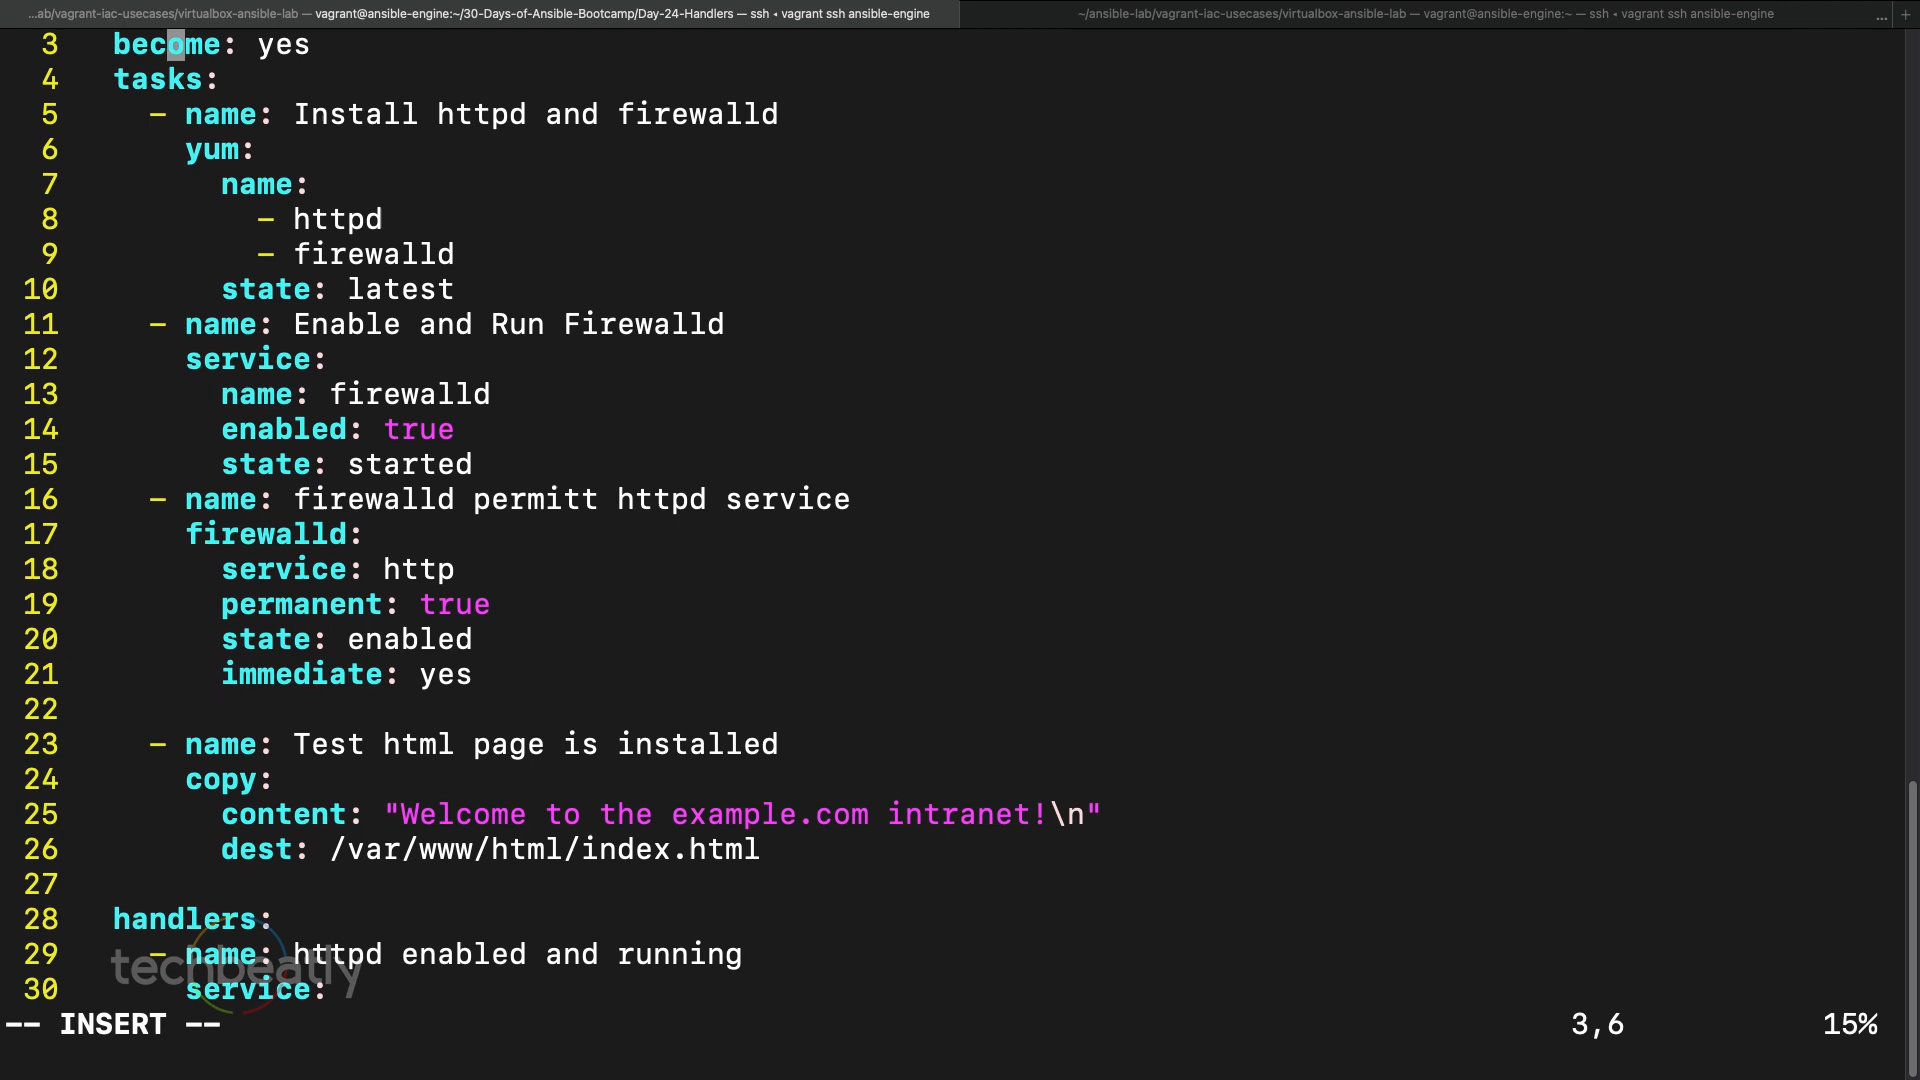 ...ab/vagrant-iac-usecases/virtualbox-ansible-lab — vagrant@ansible-engine:~/30-Days-of-Ansible-Bootcamp/Day-24-Handlers — ssh ◂ vagrant ssh ansible-engine
~/ansible-lab/vagrant-iac-usecases/virtualbox-ansible-lab — vagrant@ansible-engine:~ — ssh ◂ vagrant ssh ansible-engine ... +
3   become: yes
4   tasks:
5     - name: Install httpd and firewalld
6       yum:
7         name:
8           - httpd
9           - firewalld
10         state: latest
11     - name: Enable and Run Firewalld
12       service:
13         name: firewalld
14         enabled: true
15         state: started
16     - name: firewalld permitt httpd service
17       firewalld:
18         service: http
19         permanent: true
20         state: enabled
21         immediate: yes
22
23     - name: Test html page is installed
24       copy:
25         content: "Welcome to the example.com intranet!\n"
26         dest: /var/www/html/index.html
27
28   handlers:
29     - name: httpd enabled and running
techbeatly
30       service:
-- INSERT -- 3,6 15%